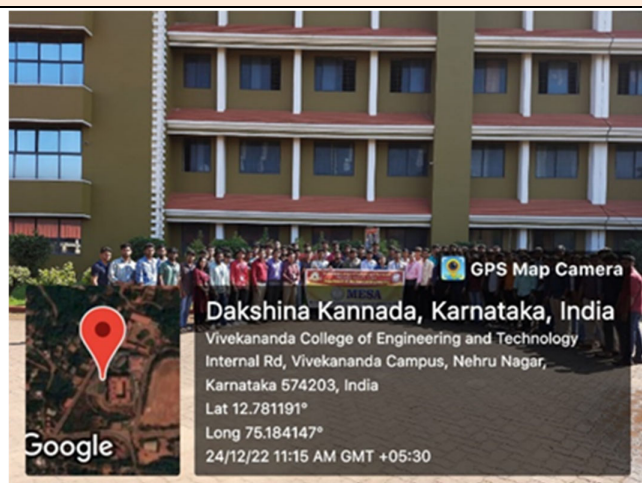 MESA
GPS Map Camera
Dakshina Kannada, Karnataka, India
Vivekananda College of Engineering and Technology
Internal Rd, Vivekananda Campus, Nehru Nagar,
Karnataka 574203, India
Lat 12.781191°
Long 75.184147°
24/12/22 11:15 AM GMT +05:30
Google